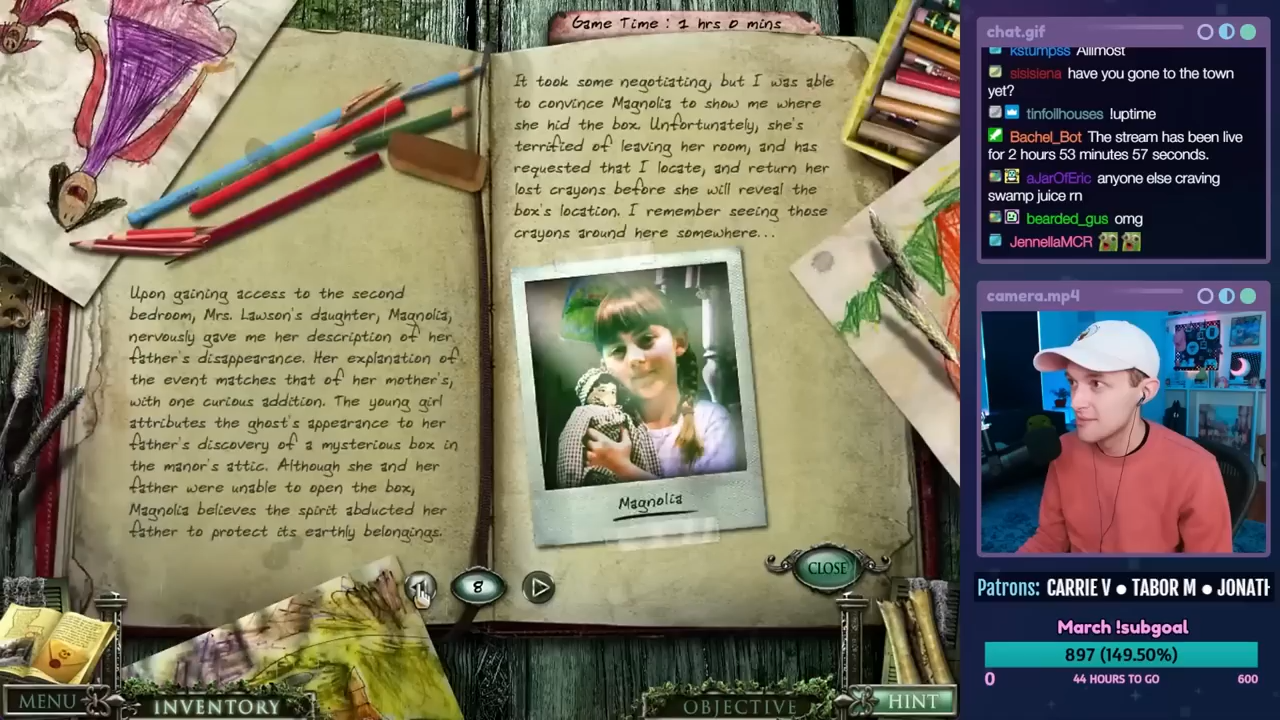 Game Time : 1 hrs 0 mins
Upon gaining access to the second
bedroom, Mrs. Lawson's daughter, Magnolia,
nervously gave me her description of her
father's disappearance. Her explanation of
the event matches that of her mother's,
with one curious addition. The young girl
attributes the ghost's appearance to her
father's discovery of a mysterious box in
the manor's attic. Although she and her
father were unable to open the box,
Magnolia believes the spirit abducted her
father to protect its earthly belongings.
It took some negotiating, but I was able
to convince Magnolia to show me where
she hid the box. Unfortunately, she's
terrified of leaving her room, and has
requested that I locate, and return her
lost crayons before she will reveal the
box's location. I remember seeing those
crayons around here somewhere...
Magnolia
8
CLOSE
MENU
INVENTORY
OBJECTIVE
HINT
chat.gif
kstumpss Alllmost
sisisiena have you gone to the town
yet?
tinfoilhouses !uptime
Bachel_Bot The stream has been live
for 2 hours 53 minutes 57 seconds.
aJarOfEric anyone else craving
swamp juice rn
bearded_gus omg
JennellaMCR
camera.mp4
Patrons: CARRIE V ● TABOR M ● JONATH
March !subgoal
897 (149.50%)
0 44 HOURS TO GO 600